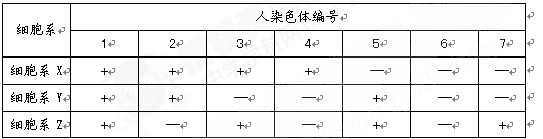 细胞系 人染色体编号
1 2 3 4 5 6 7
细胞系 X + + + + — — —
细胞系 Y + + — — + — —
细胞系 Z + — + — + — +